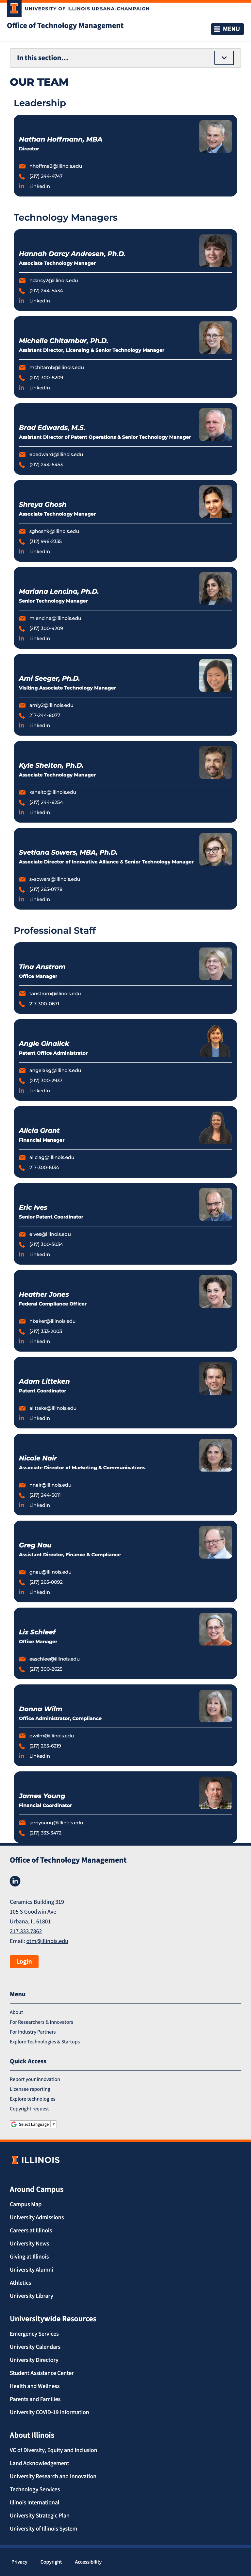 UNIVERSITY OF ILLINOIS URBANA-CHAMPAIGN
Office of Technology Management
MENU
In this section...
OUR TEAM
Leadership
Nathan Hoffmann, MBA
Director
nhoffma2@illinois.edu
(217) 244-4747
LinkedIn
Technology Managers
Hannah Darcy Andresen, Ph.D.
Associate Technology Manager
hdarcy2@illinois.edu
(217) 244-5434
LinkedIn
Michelle Chitambar, Ph.D.
Assistant Director, Licensing & Senior Technology Manager
mchitamb@illinois.edu
(217) 300-8209
LinkedIn
Brad Edwards, M.S.
Assistant Director of Patent Operations & Senior Technology Manager
ebedward@illinois.edu
(217) 244-6453
Shreya Ghosh
Associate Technology Manager
sghosh9@illinois.edu
(312) 996-2335
LinkedIn
Mariana Lencina, Ph.D.
Senior Technology Manager
mlencina@illinois.edu
(217) 300-9209
LinkedIn
Ami Seeger, Ph.D.
Visiting Associate Technology Manager
amiy2@illinois.edu
217-244-8077
LinkedIn
Kyle Shelton, Ph.D.
Associate Technology Manager
kshelto@illinois.edu
(217) 244-8254
LinkedIn
Svetlana Sowers, MBA, Ph.D.
Associate Director of Innovative Alliance & Senior Technology Manager
svsowers@illinois.edu
(217) 265-0778
LinkedIn
Professional Staff
Tina Anstrom
Office Manager
tanstrom@illinois.edu
217-300-0671
Angie Ginalick
Patent Office Administrator
angelakg@illinois.edu
(217) 300-2937
LinkedIn
Alicia Grant
Financial Manager
aliciag@illinois.edu
217-300-6134
Eric Ives
Senior Patent Coordinator
eives@illinois.edu
(217) 300-5034
LinkedIn
Heather Jones
Federal Compliance Officer
hbaker@illinois.edu
(217) 333-2003
LinkedIn
Adam Litteken
Patent Coordinator
alitteke@illinois.edu
LinkedIn
Nicole Nair
Associate Director of Marketing & Communications
nnair@illinois.edu
(217) 244-5011
LinkedIn
Greg Nau
Assistant Director, Finance & Compliance
gnau@illinois.edu
(217) 265-0092
LinkedIn
Liz Schleef
Office Manager
easchlee@illinois.edu
(217) 300-2625
Donna Wilm
Office Administrator, Compliance
dwilm@illinois.edu
(217) 265-6219
LinkedIn
James Young
Financial Coordinator
jamyoung@illinois.edu
(217) 333-3472
Office of Technology Management
Ceramics Building 319
105 S Goodwin Ave
Urbana, IL 61801
217.333.7862
Email: otm@illinois.edu
Login
Menu
About
For Researchers & Innovators
For Industry Partners
Explore Technologies & Startups
Quick Access
Report your innovation
Licensee reporting
Explore technologies
Copyright request
Select Language
ILLINOIS
Around Campus
Campus Map
University Admissions
Careers at Illinois
University News
Giving at Illinois
University Alumni
Athletics
University Library
Universitywide Resources
Emergency Services
University Calendars
University Directory
Student Assistance Center
Health and Wellness
Parents and Families
University COVID-19 Information
About Illinois
VC of Diversity, Equity and Inclusion
Land Acknowledgement
University Research and Innovation
Technology Services
Illinois International
University Strategic Plan
University of Illinois System
Privacy Copyright Accessibility